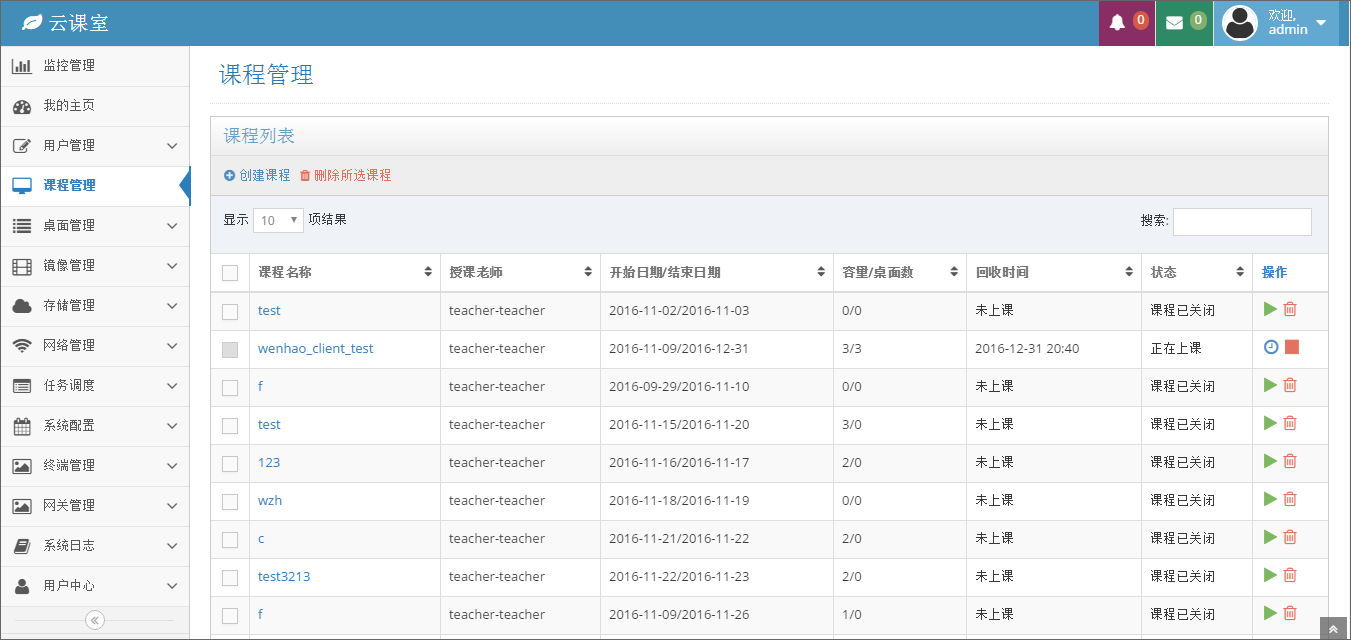 云课室
0
0
欢迎,
admin
监控管理
我的主页
用户管理
课程管理
桌面管理
镜像管理
存储管理
网络管理
任务调度
系统配置
终端管理
网关管理
系统日志
用户中心
课程管理
课程列表
创建课程 删除所选课程
显示 10 项结果 搜索:
课程名称 授课老师 开始日期/结束日期 容量/桌面数 回收时间 状态 操作
test teacher-teacher 2016-11-02/2016-11-03 0/0 未上课 课程已关闭
wenhao_client_test teacher-teacher 2016-11-09/2016-12-31 3/3 2016-12-31 20:40 正在上课
f teacher-teacher 2016-09-29/2016-11-10 0/0 未上课 课程已关闭
test teacher-teacher 2016-11-15/2016-11-20 3/0 未上课 课程已关闭
123 teacher-teacher 2016-11-16/2016-11-17 2/0 未上课 课程已关闭
wzh teacher-teacher 2016-11-18/2016-11-19 0/0 未上课 课程已关闭
c teacher-teacher 2016-11-21/2016-11-22 2/0 未上课 课程已关闭
test3213 teacher-teacher 2016-11-22/2016-11-23 2/0 未上课 课程已关闭
f teacher-teacher 2016-11-09/2016-11-26 1/0 未上课 课程已关闭